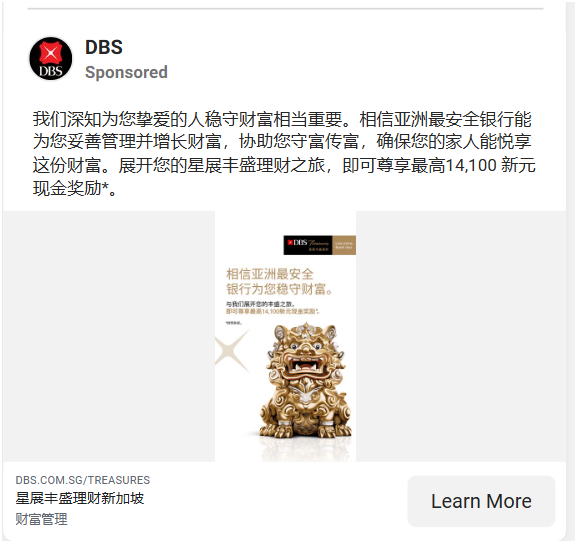 DBS
Sponsored
DBS
我们深知为您挚爱的人稳守财富相当重要。相信亚洲最安全银行能
为您妥善管理并增长财富，协助您守富传富，确保您的家人能悦享
这份财富。展开您的星展丰盛理财之旅，即可尊享最高14,100 新元
现金奖励*。
DBS Treasures
相信亚洲最安全
银行为您稳守财富。
与我们展开您的丰盛之旅，
即可尊享最高14,100新元现金奖励*。
DBS.COM.SG/TREASURES
星展丰盛理财新加坡
财富管理
Learn More